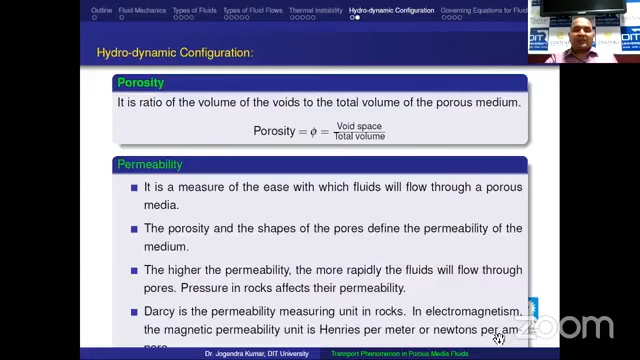 Outline Fluid Mechanics Types of Fluids Types of Fluid Flows Thermal Instability Hydro-dynamic Configuration Governing Equations for Fluid
Hydro-dynamic Configuration:
Porosity
It is ratio of the volume of the voids to the total volume of the porous medium.
Porosity = ϕ = Void space / Total volume
Permeability
It is a measure of the ease with which fluids will flow through a porous
media.
The porosity and the shapes of the pores define the permeability of the
medium.
The higher the permeability, the more rapidly the fluids will flow through
pores. Pressure in rocks affects their permeability.
Darcy is the permeability measuring unit in rocks. In electromagnetism,
the magnetic permeability unit is Henries per meter or newtons per am-
zoom
Dr. Jogendra Kumar, DIT University Transport Phenomenon in Porous Media Fluids